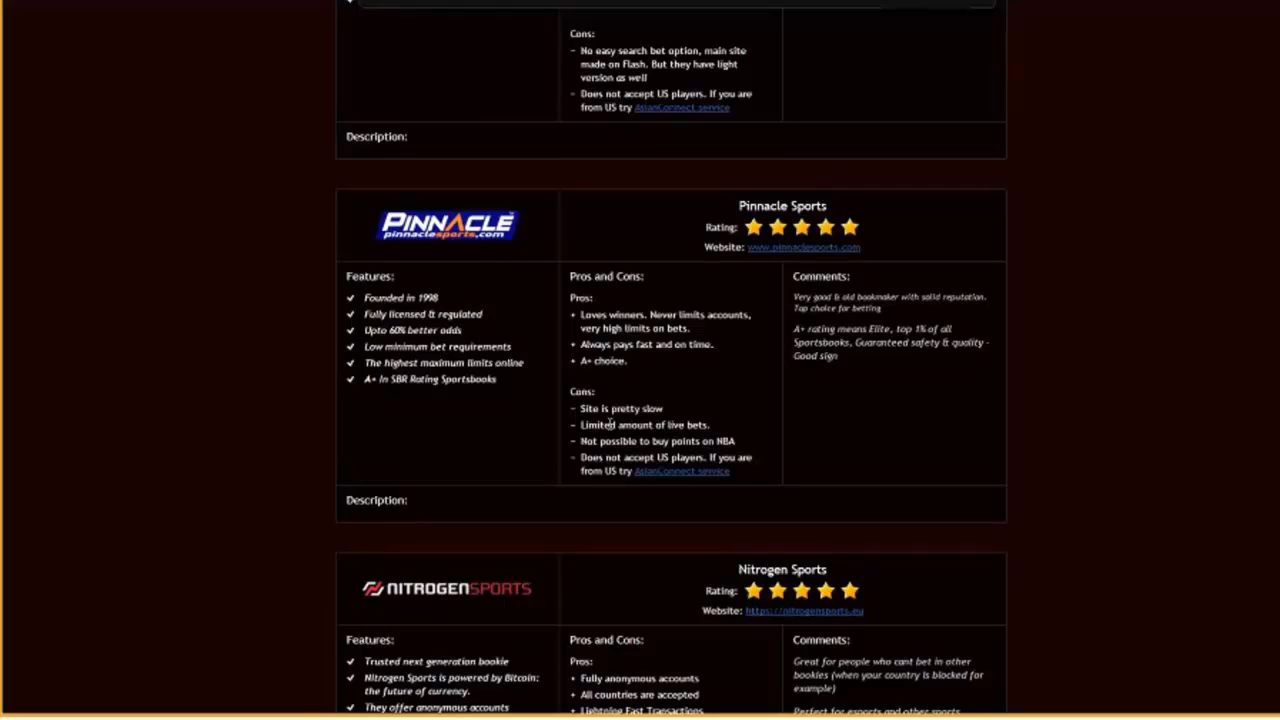 Cons:
- No easy search bet option, main site
made on Flash. But they have light
version as well
- Does not accept US players. If you are
from US try AsianConnect service
Description:
PINNACLE
pinnaclesports.com
Pinnacle Sports
Rating:
Website: www.pinnaclesports.com
Features:
✓ Founded in 1998
✓ Fully licensed & regulated
✓ Upto 60% better odds
✓ Low minimum bet requirements
✓ The highest maximum limits online
✓ A+ In SBR Rating Sportsbooks
Pros and Cons:
Pros:
+ Loves winners. Never limits accounts,
very high limits on bets.
+ Always pays fast and on time.
+ A+ choice.
Cons:
- Site is pretty slow
- Limited amount of live bets.
- Not possible to buy points on NBA
- Does not accept US players. If you are
from US try AsianConnect service
Comments:
Very good & old bookmaker with solid reputation.
Top choice for betting
A+ rating means Elite, top 1% of all
Sportsbooks, Guaranteed safety & quality -
Good sign
Description:
NITROGENSPORTS
Nitrogen Sports
Rating:
Website: https://nitrogensports.eu
Features:
✓ Trusted next generation bookie
✓ Nitrogen Sports is powered by Bitcoin:
the future of currency.
✓ They offer anonymous accounts
Pros and Cons:
Pros:
+ Fully anonymous accounts
+ All countries are accepted
+ Lightning Fast Transactions
Comments:
Great for people who cant bet in other
bookies (when your country is blocked for
example)
Perfect for esports and other sports